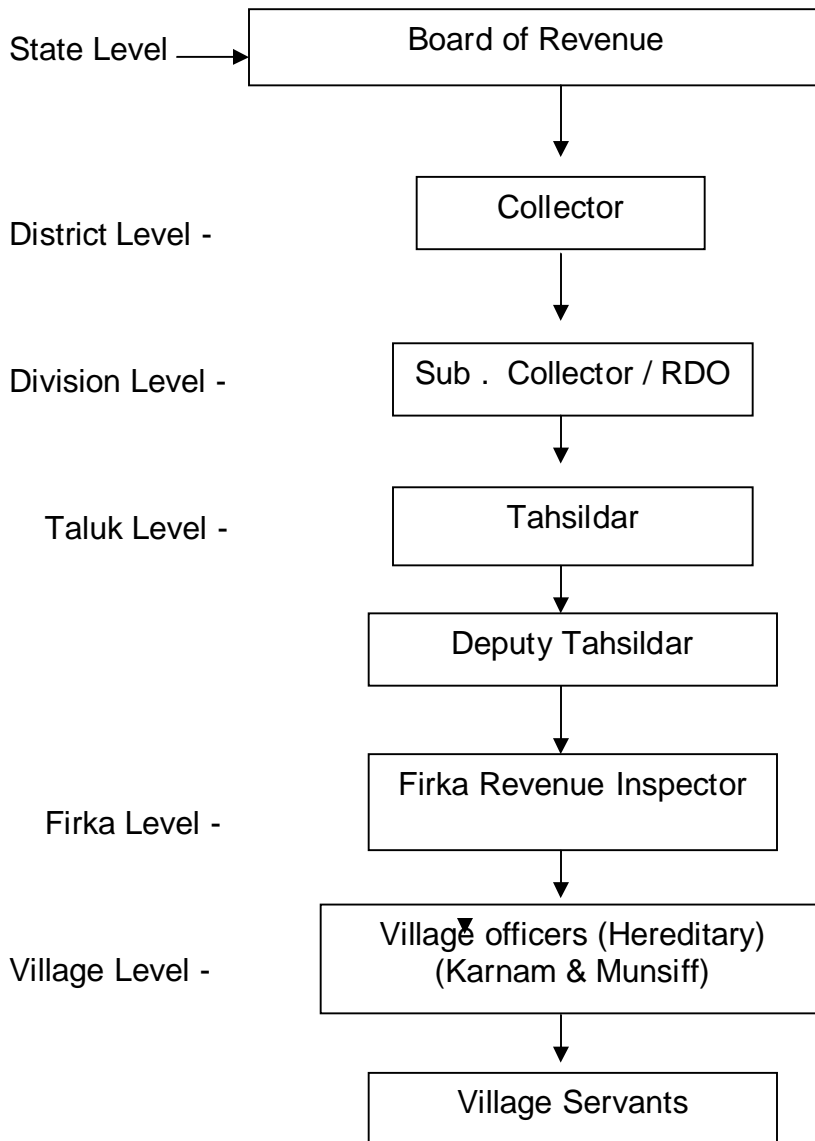 State Level
Board of Revenue
Collector
District Level -
Sub . Collector / RDO
Division Level -
Tahsildar
Taluk Level -
Deputy Tahsildar
Firka Revenue Inspector
Firka Level -
Village officers (Hereditary)
(Karnam & Munsiff)
Village Level -
Village Servants